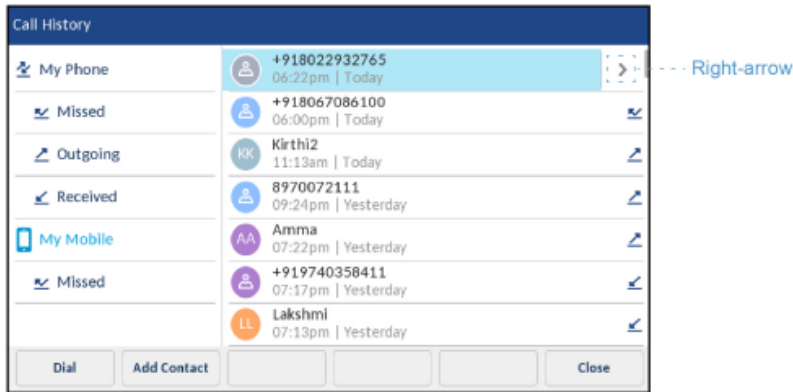 Call History
My Phone
Missed
Outgoing
Received
My Mobile
Missed
+918022932765
06:22pm | Today
Right-arrow
+918067086100
06:00pm | Today
KK
Kirthi2
11:13am | Today
8970072111
09:24pm | Yesterday
AA
Amma
07:22pm | Yesterday
+919740358411
07:17pm | Yesterday
LL
Lakshmi
07:13pm | Yesterday
Dial
Add Contact
Close